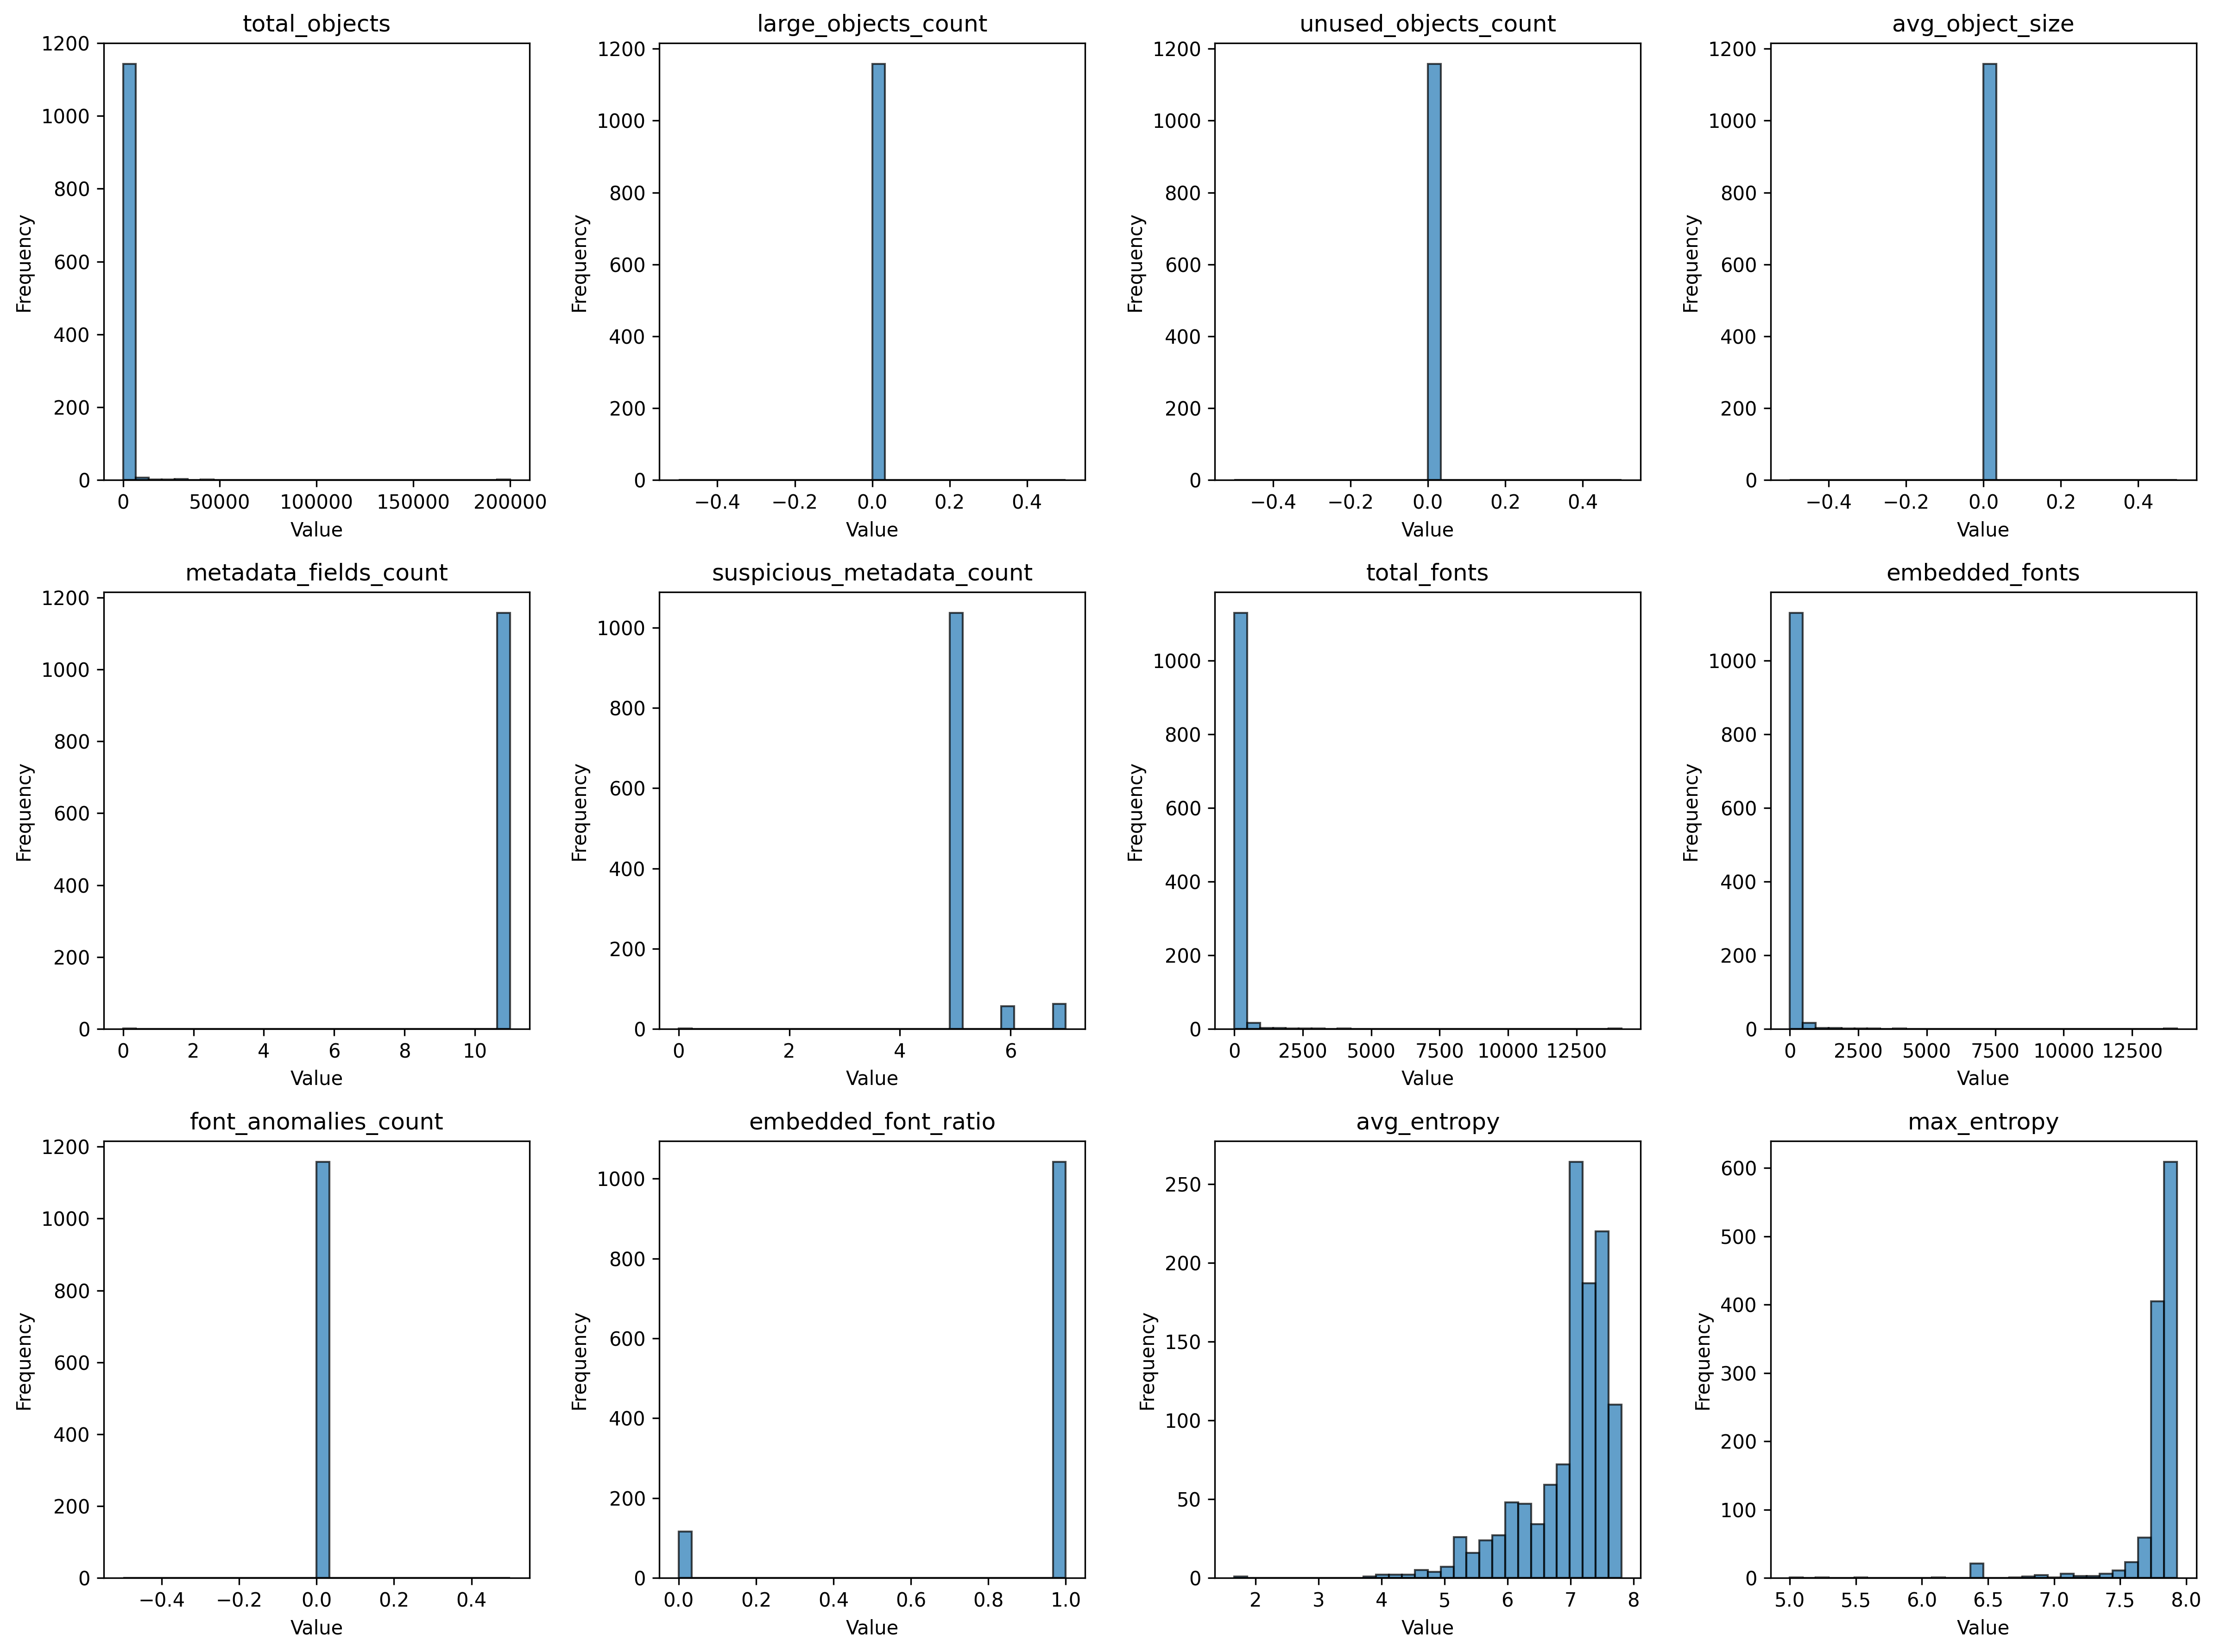 total_objects
1200
1000
800
600
400
200
0
Frequency
0 50000 100000 150000 200000
Value
large_objects_count
1200
1000
800
600
400
200
0
Frequency
−0.4 −0.2 0.0 0.2 0.4
Value
unused_objects_count
1200
1000
800
600
400
200
0
Frequency
−0.4 −0.2 0.0 0.2 0.4
Value
avg_object_size
1200
1000
800
600
400
200
0
Frequency
−0.4 −0.2 0.0 0.2 0.4
Value
metadata_fields_count
1200
1000
800
600
400
200
0
Frequency
0 2 4 6 8 10
Value
suspicious_metadata_count
1000
800
600
400
200
0
Frequency
0 2 4 6
Value
total_fonts
1000
800
600
400
200
0
Frequency
0 2500 5000 7500 10000 12500
Value
embedded_fonts
1000
800
600
400
200
0
Frequency
0 2500 5000 7500 10000 12500
Value
font_anomalies_count
1200
1000
800
600
400
200
0
Frequency
−0.4 −0.2 0.0 0.2 0.4
Value
embedded_font_ratio
1000
800
600
400
200
0
Frequency
0.0 0.2 0.4 0.6 0.8 1.0
Value
avg_entropy
250
200
150
100
50
0
Frequency
2 3 4 5 6 7 8
Value
max_entropy
600
500
400
300
200
100
0
Frequency
5.0 5.5 6.0 6.5 7.0 7.5 8.0
Value